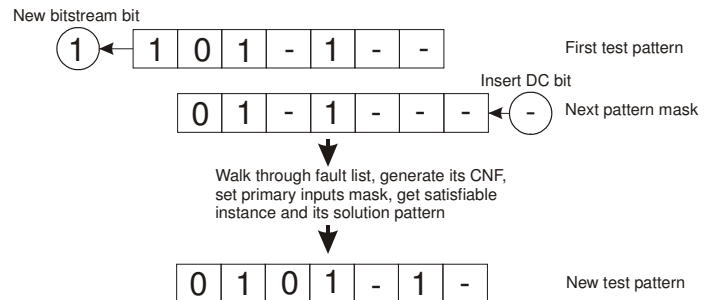 New bitstream bit
1 1 0 1 - 1 - - First test pattern
Insert DC bit
0 1 - 1 - - - - Next pattern mask
Walk through fault list, generate its CNF,
set primary inputs mask, get satisfiable
instance and its solution pattern
0 1 0 1 - 1 - New test pattern